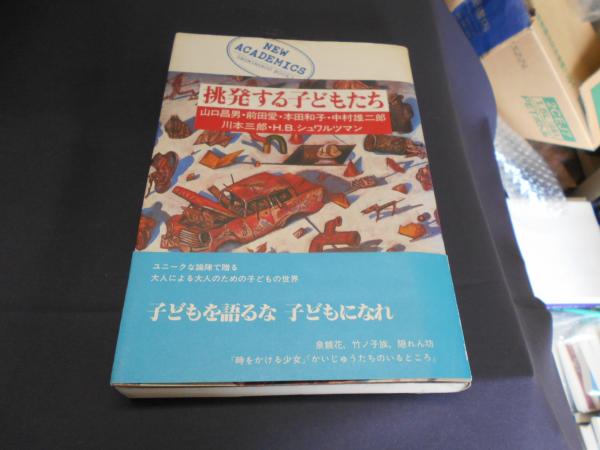 NEW
ACADEMICS
挑発する子どもたち
山口昌男・前田愛・本田和子・中村雄二郎
川本三郎・H.B.シュワルツマン
ユニークな論陣で贈る
大人による大人のための子どもの世界
子どもを語るな 子どもになれ
泉鏡花、竹ノ子族、隠れん坊
「時をかける少女」「かいじゅうたちのいるところ」